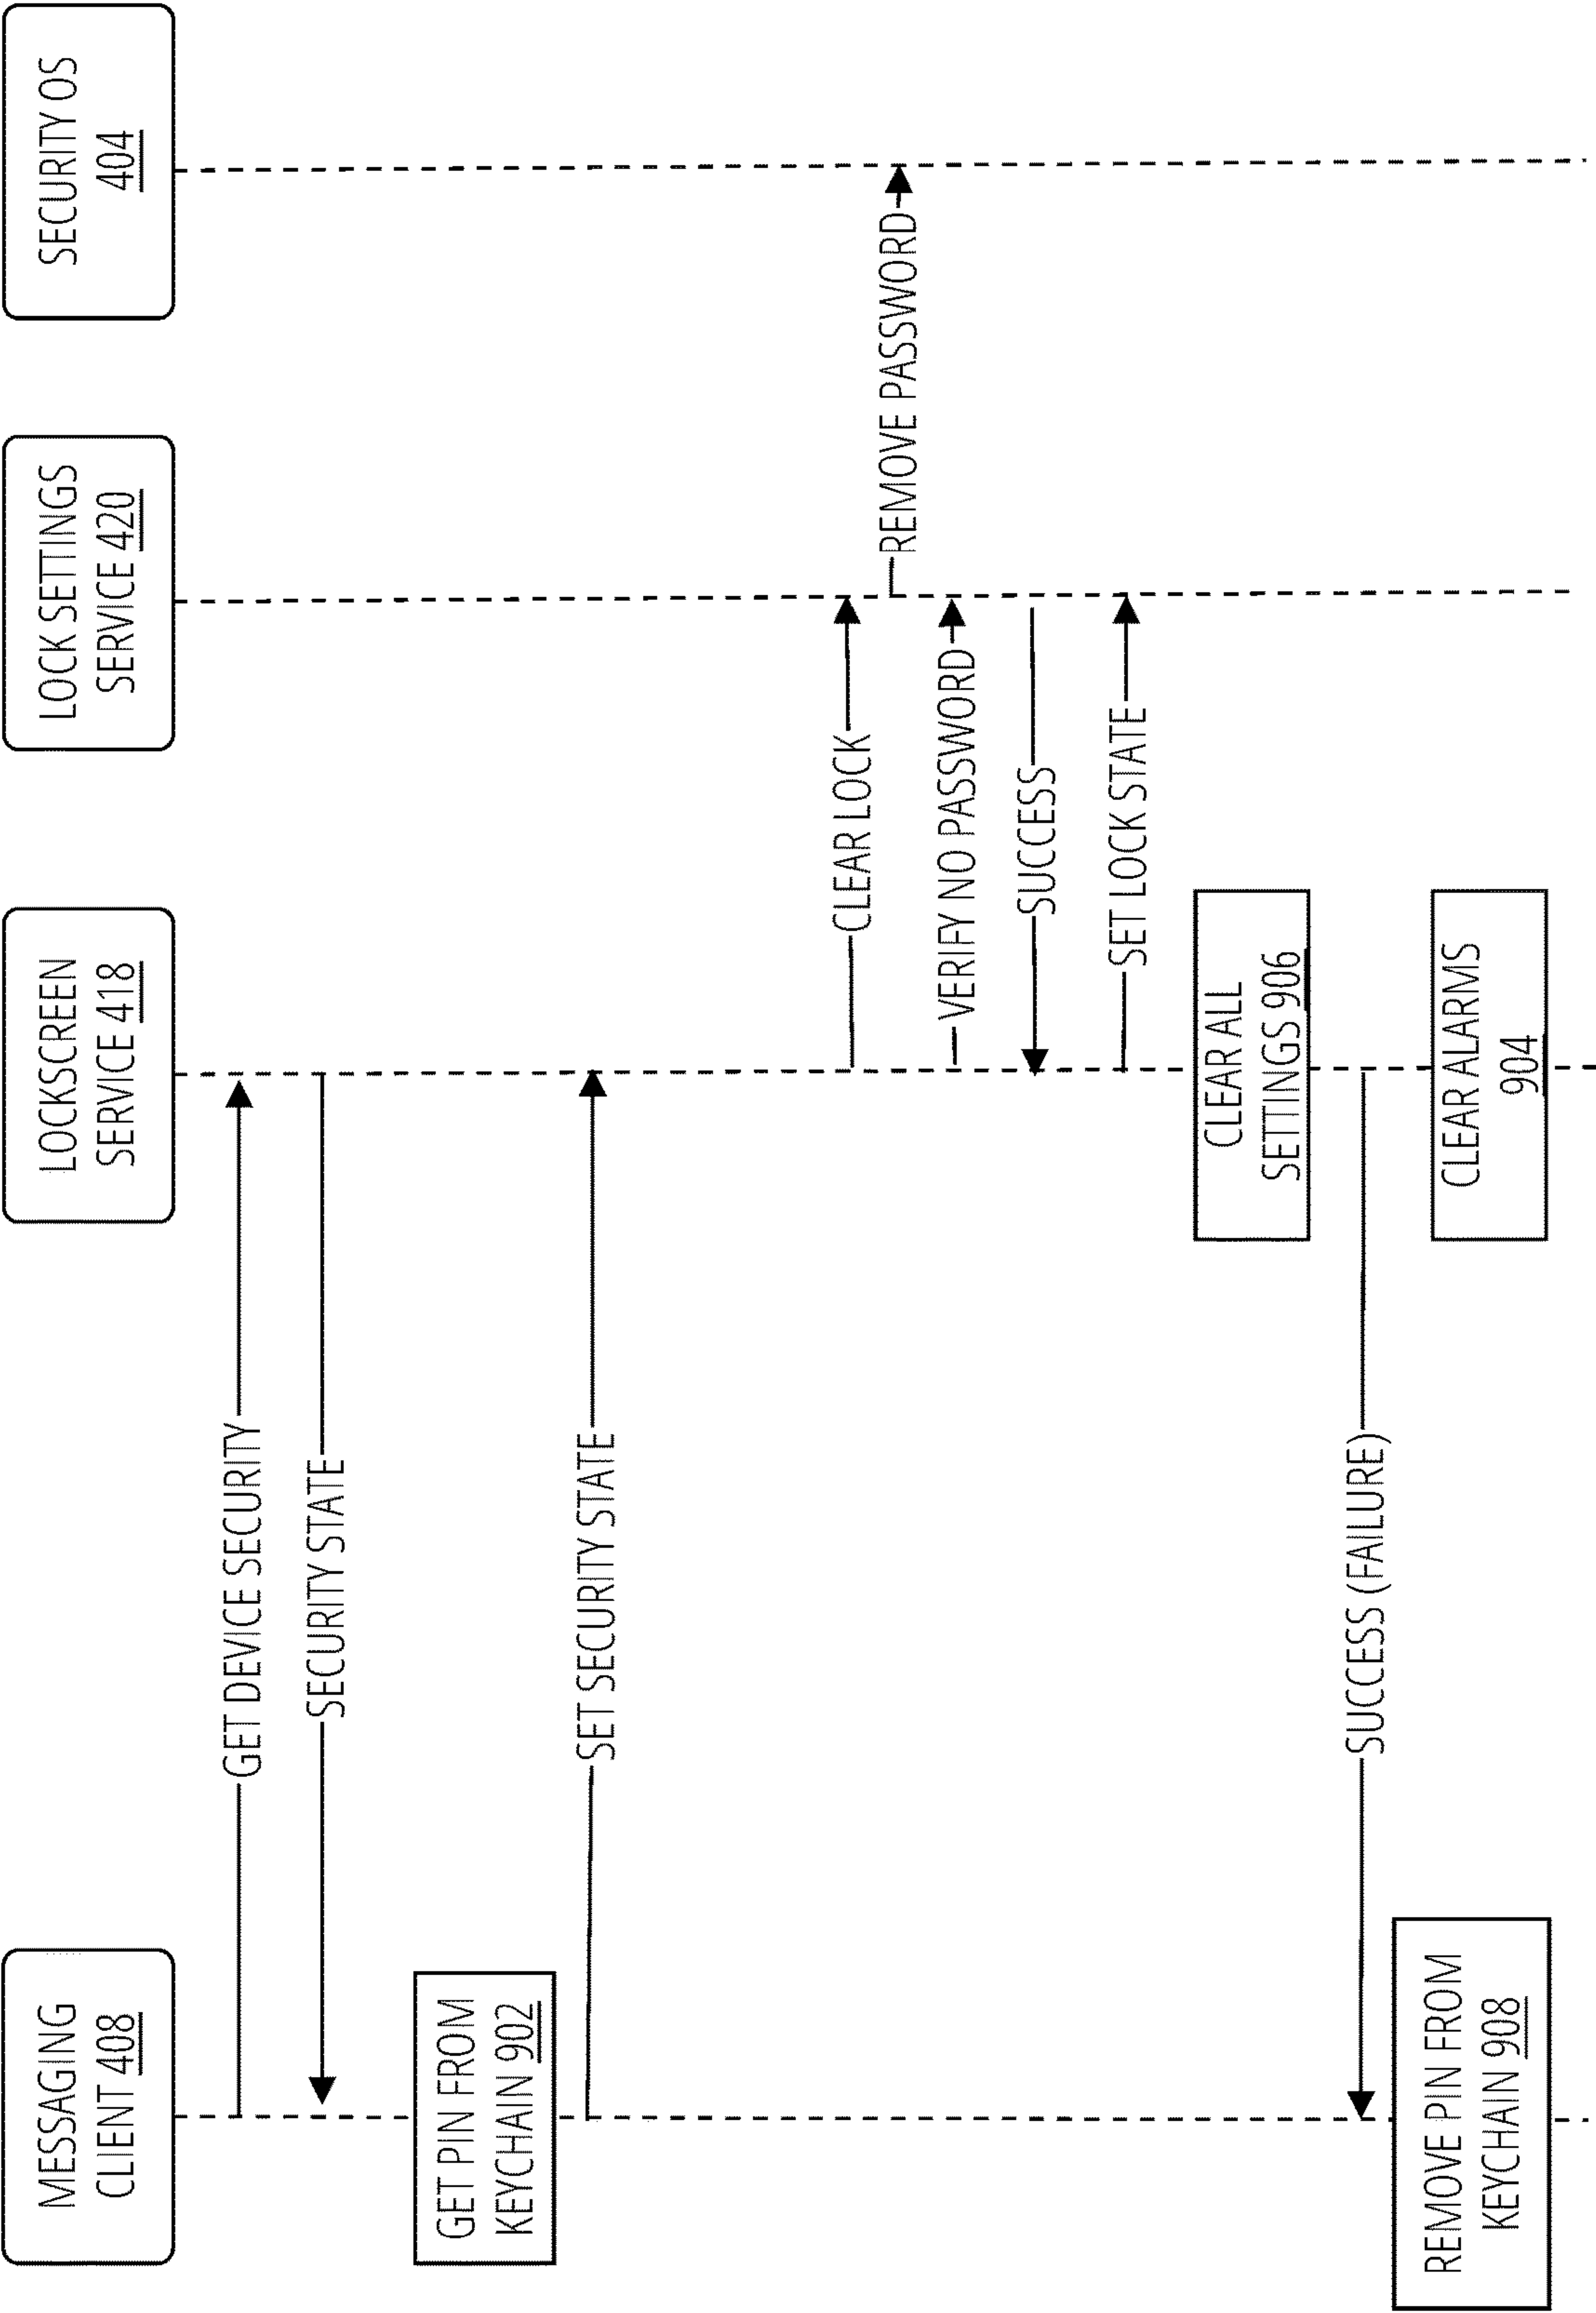 MESSAGING
CLIENT 408
LOCKSCREEN
SERVICE 418
LOCK SETTINGS
SERVICE 420
SECURITY OS
404
GET DEVICE SECURITY
SECURITY STATE
GET PIN FROM
KEYCHAIN 902
SET SECURITY STATE
CLEAR LOCK
REMOVE PASSWORD
VERIFY NO PASSWORD
SUCCESS
SET LOCK STATE
CLEAR ALL
SETTINGS 906
SUCCESS (FAILURE)
REMOVE PIN FROM
KEYCHAIN 908
CLEAR ALARMS
904